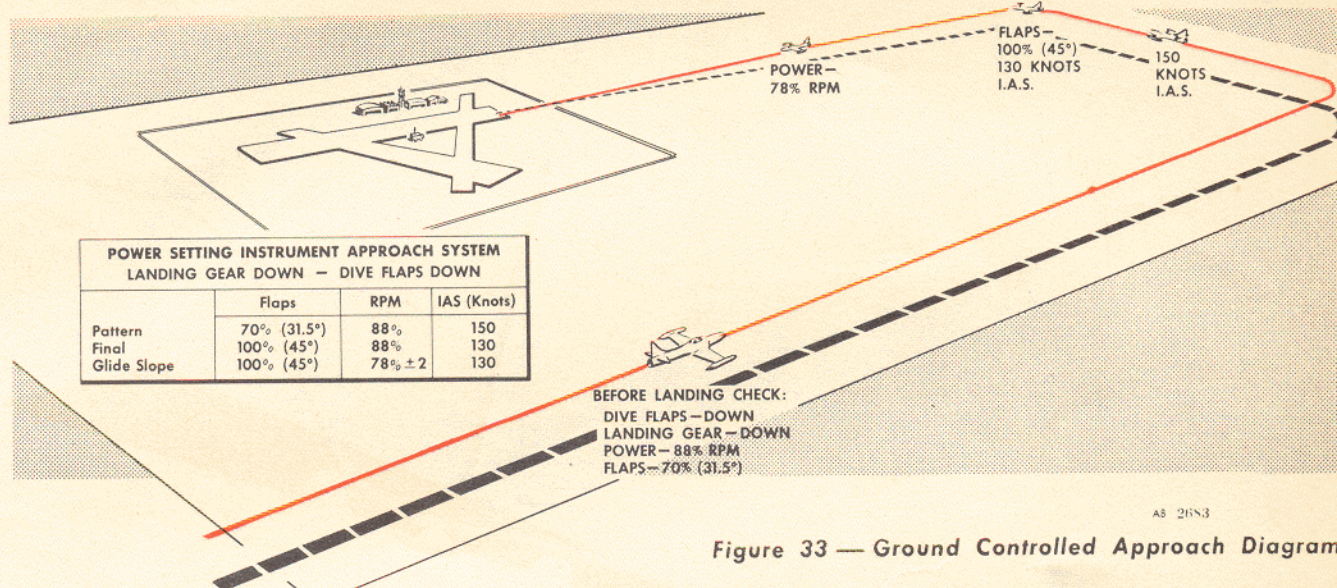 POWER—
78% RPM
FLAPS—
100% (45°)
130 KNOTS
I.A.S.
150
KNOTS
I.A.S.
POWER SETTING INSTRUMENT APPROACH SYSTEM
LANDING GEAR DOWN — DIVE FLAPS DOWN
Flaps RPM IAS (Knots)
Pattern 70% (31.5°) 88% 150
Final 100% (45°) 88% 130
Glide Slope 100% (45°) 78% ±2 130
BEFORE LANDING CHECK:
DIVE FLAPS—DOWN
LANDING GEAR—DOWN
POWER—88% RPM
FLAPS—70% (31.5°)
AB 2683
Figure 33 — Ground Controlled Approach Diagram